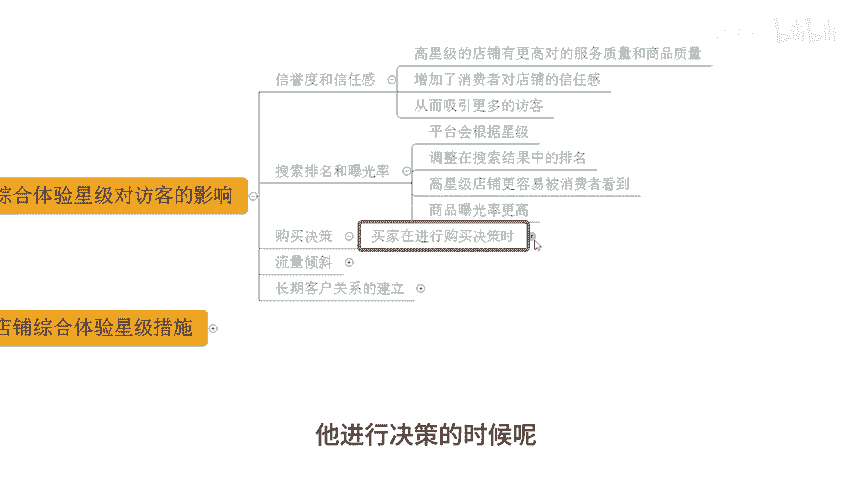 bilibili
高星级的店铺有更高对的服务质量和商品质量
信誉度和信任感
增加了消费者对店铺的信任感
从而吸引更多的访客
平台会根据星级
调整在搜索结果中的排名
搜索排名和曝光率
高星级店铺更容易被消费者看到
商品曝光率更高
综合体验星级对访客的影响
购买决策
买家在进行购买决策时
流量倾斜
长期客户关系的建立
店铺综合体验星级措施
他进行决策的时候呢